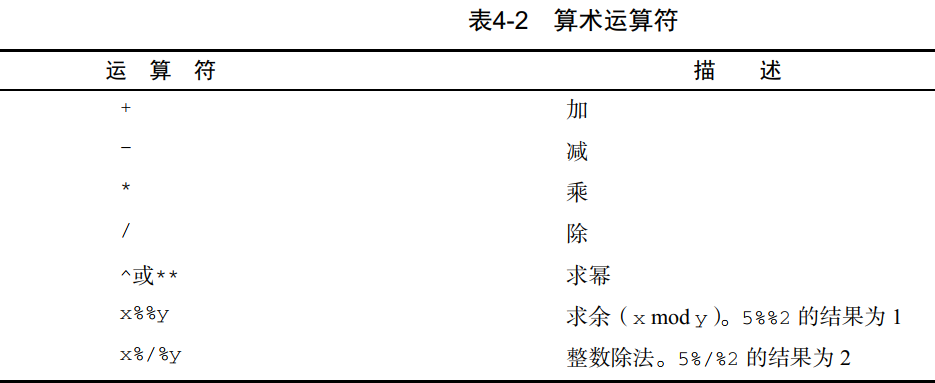 表4-2 算术运算符
运 算 符 描 述
+ 加
- 减
* 乘
/ 除
^或** 求幂
x%%y 求余（x mod y）。5%%2 的结果为 1
x%/%y 整数除法。5%/%2 的结果为 2